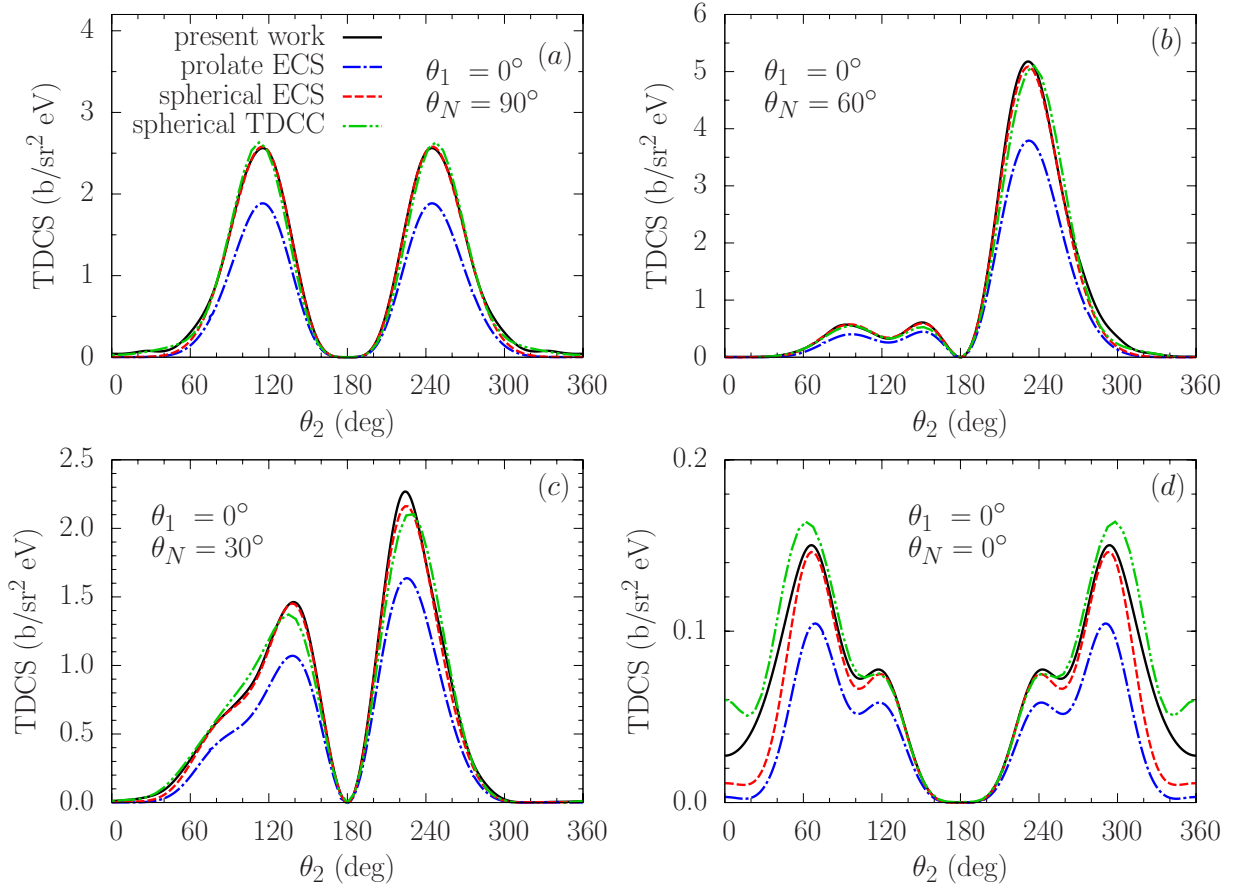 TDCS (b/sr² eV)
4
3
2
1
0
present work
prolate ECS
spherical ECS
spherical TDCC
(a)
θ1 = 0°
θN = 90°
0 60 120 180 240 300 360
θ2 (deg)
TDCS (b/sr² eV)
6
5
4
3
2
1
0
(b)
θ1 = 0°
θN = 60°
0 60 120 180 240 300 360
θ2 (deg)
TDCS (b/sr² eV)
2.5
2.0
1.5
1.0
0.5
0.0
(c)
θ1 = 0°
θN = 30°
0 60 120 180 240 300 360
θ2 (deg)
TDCS (b/sr² eV)
0.2
0.1
0.0
(d)
θ1 = 0°
θN = 0°
0 60 120 180 240 300 360
θ2 (deg)